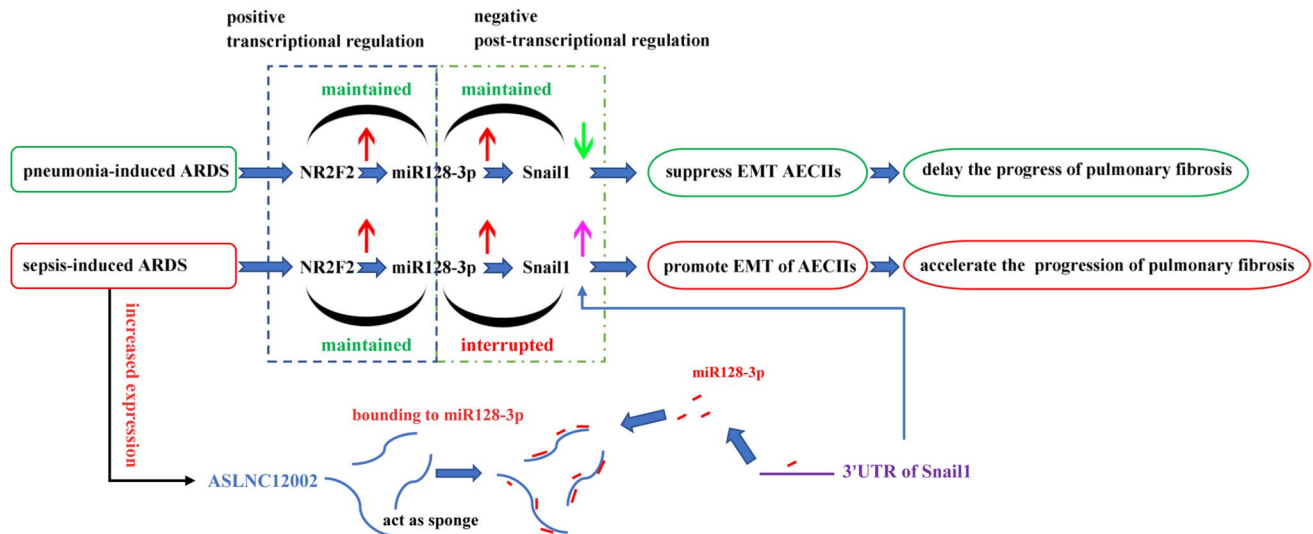 positive
transcriptional regulation
negative
post-transcriptional regulation
maintained
maintained
pneumonia-induced ARDS
NR2F2
miR128-3p
Snail1
suppress EMT AECIIs
delay the progress of pulmonary fibrosis
sepsis-induced ARDS
NR2F2
miR128-3p
Snail1
promote EMT of AECIIs
accelerate the progression of pulmonary fibrosis
maintained
interrupted
increased expression
miR128-3p
bounding to miR128-3p
ASLNC12002
3'UTR of Snail1
act as sponge